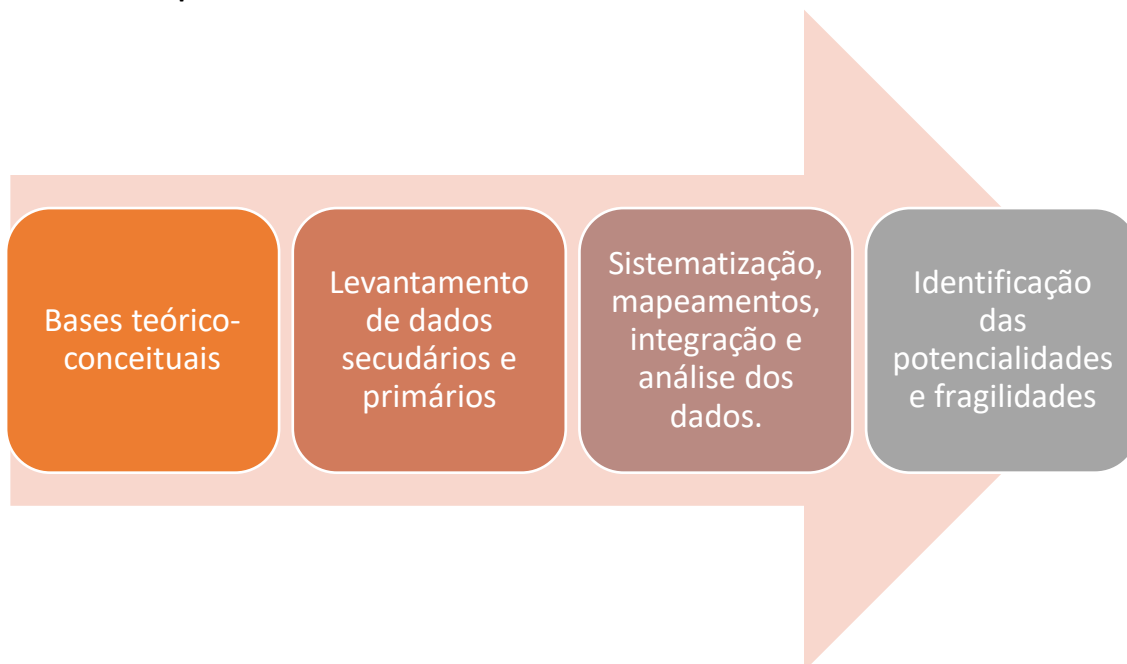 Bases teórico-
conceituais
Levantamento
de dados
secudários e
primários
Sistematização,
mapeamentos,
integração e
análise dos
dados.
Identificação
das
potencialidades
e fragilidades